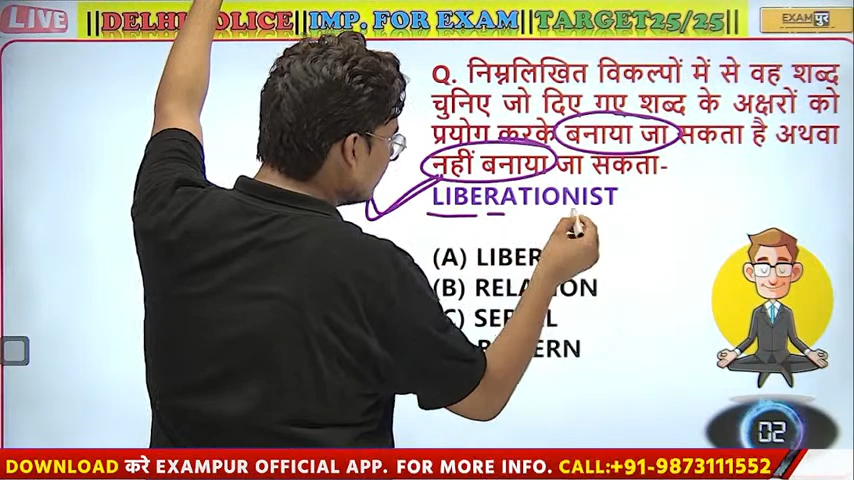 LIVE ||DELHI POLICE||IMP. FOR EXAM||TARGET25/25|| EXAMपुर
Q. निम्नलिखित विकल्पों में से वह शब्द
चुनिए जो दिए गए शब्द के अक्षरों को
प्रयोग करके बनाया जा सकता है अथवा
नहीं बनाया जा सकता-
LIBERATIONIST
(A) LIBER
(B) RELA ON
C) SE L
ERN
02
DOWNLOAD करे EXAMPUR OFFICIAL APP. FOR MORE INFO. CALL:+91-9873111552